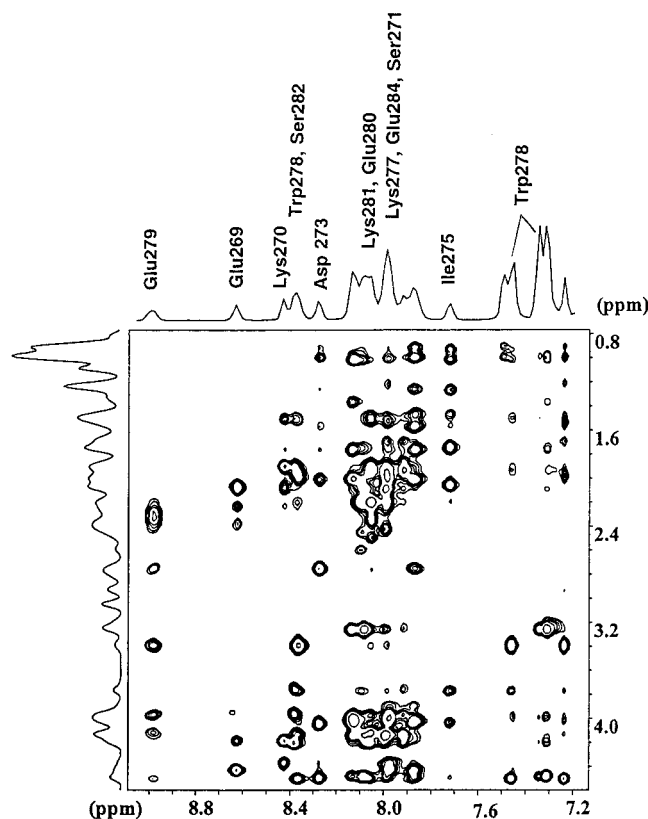 Glu279
Glu269
Lys270
Trp278, Ser282
Asp 273
Lys281, Glu280
Lys277, Glu284, Ser271
Ile275
Trp278
(ppm)
0.8
1.6
2.4
3.2
4.0
(ppm)
8.8
8.4
8.0
7.6
7.2